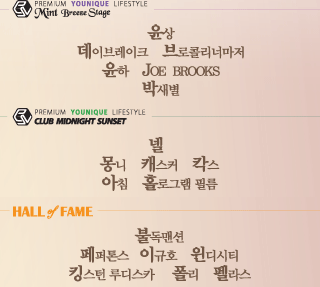 PREMIUM YOUNIQUE LIFESTYLE
Mint Breeze Stage
윤상
데이브레이크 브로콜리너마저
윤하 JOE BROOKS
박새별
PREMIUM YOUNIQUE LIFESTYLE
CLUB MIDNIGHT SUNSET
넬
몽니 캐스커 칵스
아침 홀로그램 필름
HALL of FAME
불독맨션
페퍼톤스 이규호 윈디시티
킹스턴 루디스카 폴리 펠라스